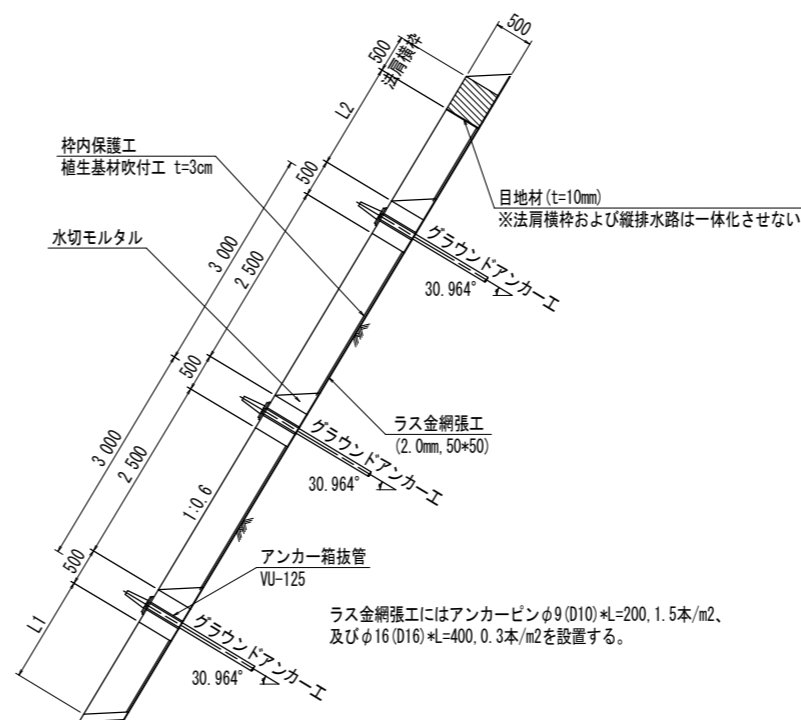 500
500
法肩横枠
L2
枠内保護工
植生基材吹付工 t=3cm
500
目地材(t=10mm)
※法肩横枠および縦排水路は一体化させない
水切モルタル
3 000
2 500
グラウンドアンカー工
30.964°
500
ラス金網張工
(2.0mm,50*50)
3 000
2 500
1:0.6
グラウンドアンカー工
30.964°
500
アンカー箱抜管
VU-125
L1
グラウンドアンカー工
30.964°
ラス金網張工にはアンカーピンφ9(D10)*L=200,1.5本/m2、
及びφ16(D16)*L=400,0.3本/m2を設置する。